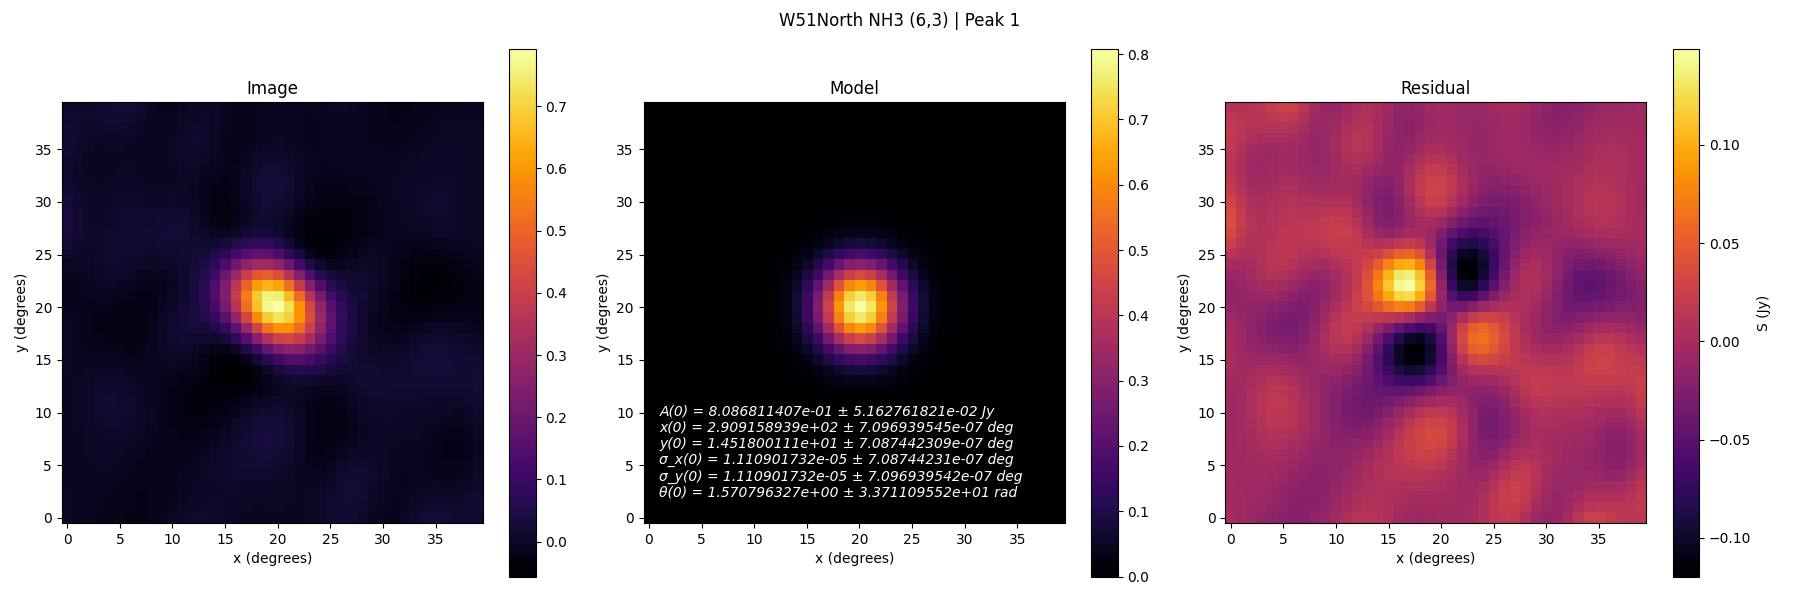 W51North NH3 (6,3) | Peak 1
Image
Model
Residual
0.7
0.6
0.5
0.4
0.3
0.2
0.1
0.0
0.8
0.7
0.6
0.5
0.4
0.3
0.2
0.1
0.0
0.10
0.05
0.00
−0.05
−0.10
S (Jy)
y (degrees)
35
30
25
20
15
10
5
0
0 5 10 15 20 25 30 35
x (degrees)
y (degrees)
35
30
25
20
15
10
5
0
A(0) = 8.086811407e-01 ± 5.162761821e-02 Jy
x(0) = 2.909158939e+02 ± 7.096939545e-07 deg
y(0) = 1.451800111e+01 ± 7.087442309e-07 deg
σ_x(0) = 1.110901732e-05 ± 7.08744231e-07 deg
σ_y(0) = 1.110901732e-05 ± 7.096939542e-07 deg
θ(0) = 1.570796327e+00 ± 3.371109552e+01 rad
0 5 10 15 20 25 30 35
x (degrees)
y (degrees)
35
30
25
20
15
10
5
0
0 5 10 15 20 25 30 35
x (degrees)